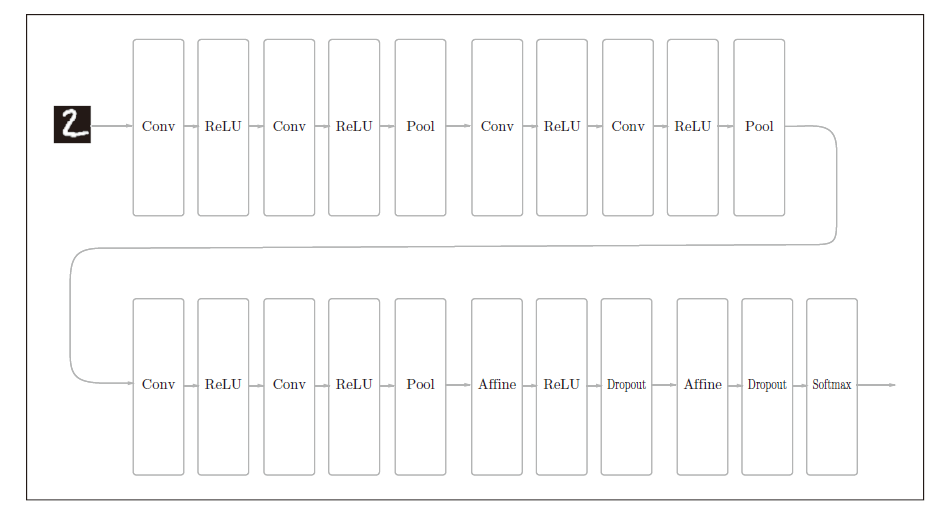 2
Conv ReLU Conv ReLU Pool Conv ReLU Conv ReLU Pool
Conv ReLU Conv ReLU Pool Affine ReLU Dropout Affine Dropout Softmax